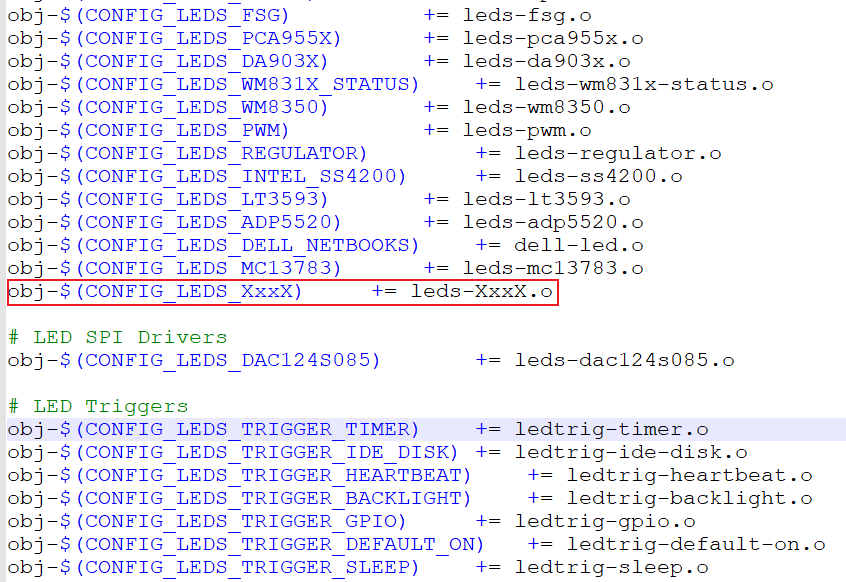 obj-$(CONFIG_LEDS_FSG) += leds-fsg.o
obj-$(CONFIG_LEDS_PCA955X) += leds-pca955x.o
obj-$(CONFIG_LEDS_DA903X) += leds-da903x.o
obj-$(CONFIG_LEDS_WM831X_STATUS) += leds-wm831x-status.o
obj-$(CONFIG_LEDS_WM8350) += leds-wm8350.o
obj-$(CONFIG_LEDS_PWM) += leds-pwm.o
obj-$(CONFIG_LEDS_REGULATOR) += leds-regulator.o
obj-$(CONFIG_LEDS_INTEL_SS4200) += leds-ss4200.o
obj-$(CONFIG_LEDS_LT3593) += leds-lt3593.o
obj-$(CONFIG_LEDS_ADP5520) += leds-adp5520.o
obj-$(CONFIG_LEDS_DELL_NETBOOKS) += dell-led.o
obj-$(CONFIG_LEDS_MC13783) += leds-mc13783.o
obj-$(CONFIG_LEDS_XxxX) += leds-XxxX.o
# LED SPI Drivers
obj-$(CONFIG_LEDS_DAC124S085) += leds-dac124s085.o
# LED Triggers
obj-$(CONFIG_LEDS_TRIGGER_TIMER) += ledtrig-timer.o
obj-$(CONFIG_LEDS_TRIGGER_IDE_DISK) += ledtrig-ide-disk.o
obj-$(CONFIG_LEDS_TRIGGER_HEARTBEAT) += ledtrig-heartbeat.o
obj-$(CONFIG_LEDS_TRIGGER_BACKLIGHT) += ledtrig-backlight.o
obj-$(CONFIG_LEDS_TRIGGER_GPIO) += ledtrig-gpio.o
obj-$(CONFIG_LEDS_TRIGGER_DEFAULT_ON) += ledtrig-default-on.o
obj-$(CONFIG_LEDS_TRIGGER_SLEEP) += ledtrig-sleep.o